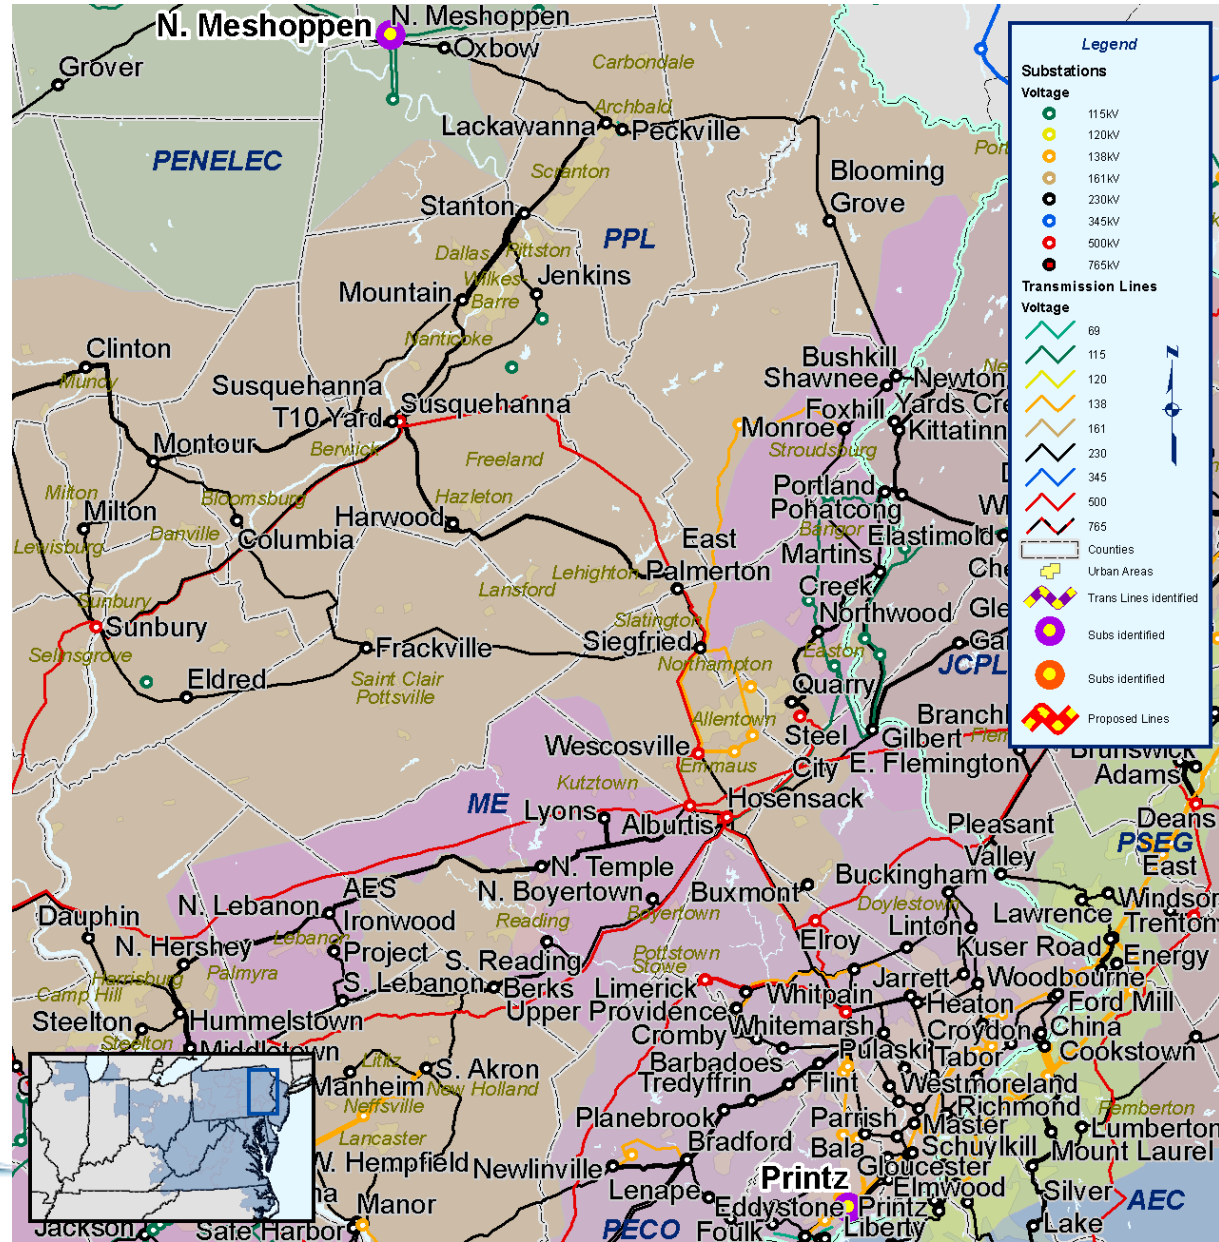 N. Meshoppen
N. Meshoppen
Oxbow
Grover
Carbondale
Archbald
Lackawanna
Peckville
PENELEC
Scranton
Blooming
Grove
Stanton
PPL
Dallas
Pittston
Wilkes-
Barre
Jenkins
Mountain
Nanticoke
Clinton
Muncy
Bushkill
Shawnee
Newton
Susquehanna
T10 Yard
Susquehanna
Foxhill
Yards Cre
Monroe
Kittatinn
Stroudsburg
Montour
Berwick
Freeland
Milton
Milton
Bloomsburg
Hazleton
Portland
Pohatcong
Bangor
Lewisburg
Danville
Columbia
Harwood
East
Palmerton
Elastimold
Martins
Creek
Lehighton
Lansford
Slatington
Northwood
Sunbury
Sunbury
Selinsgrove
Frackville
Siegfried
Northampton
Easton
JCPL
Saint Clair
Pottsville
Eldred
Quarry
Allentown
Steel
City
Gilbert
Branchb
E. Flemington
Wescosville
Emmaus
Kutztown
ME
Lyons
Hosensack
Alburtis
Brunswick
Adams
Deans
PSEG
Pleasant
Valley
East
Windsor
N. Temple
N. Boyertown
Buxmont
Buckingham
Doylestown
Lawrence
Trenton
AES
Ironwood
Project
N. Lebanon
Lebanon
Dauphin
N. Hershey
Harrisburg
Palmyra
Camp Hill
Reading
Boyertown
Elroy
Linton
Kuser Road
Energy
Pottstown
Stowe
S. Reading
S. Lebanon
Berks
Limerick
Upper Providence
Whitpain
Jarrett
Woodbourne
Heaton
Ford Mill
Steelton
Steelton
Hummelstown
Middletown
Cromby
Whitemarsh
Croydon
China
Cookstown
Barbadoes
Pulaski
Tabor
Lititz
S. Akron
New Holland
Manheim
Neffsville
Tredyffrin
Flint
Westmoreland
Richmond
Pemberton
Planebrook
Parrish
Master
Lumberton
Lancaster
Bradford
Bala
Schuylkill
Mount Laurel
W. Hempfield
Newlinville
Printz
Gloucester
Elmwood
Silver
Lake
Manor
Lenape
Eddystone
Printz
AEC
Jackson
Safe Harbor
PECO
Foulk
Liberty
Legend
Substations
Voltage
115kV
120kV
138kV
161kV
230kV
345kV
500kV
765kV
Transmission Lines
Voltage
69
115
120
138
161
230
345
500
765
Counties
Urban Areas
Trans Lines identified
Subs identified
Subs identified
Proposed Lines
N